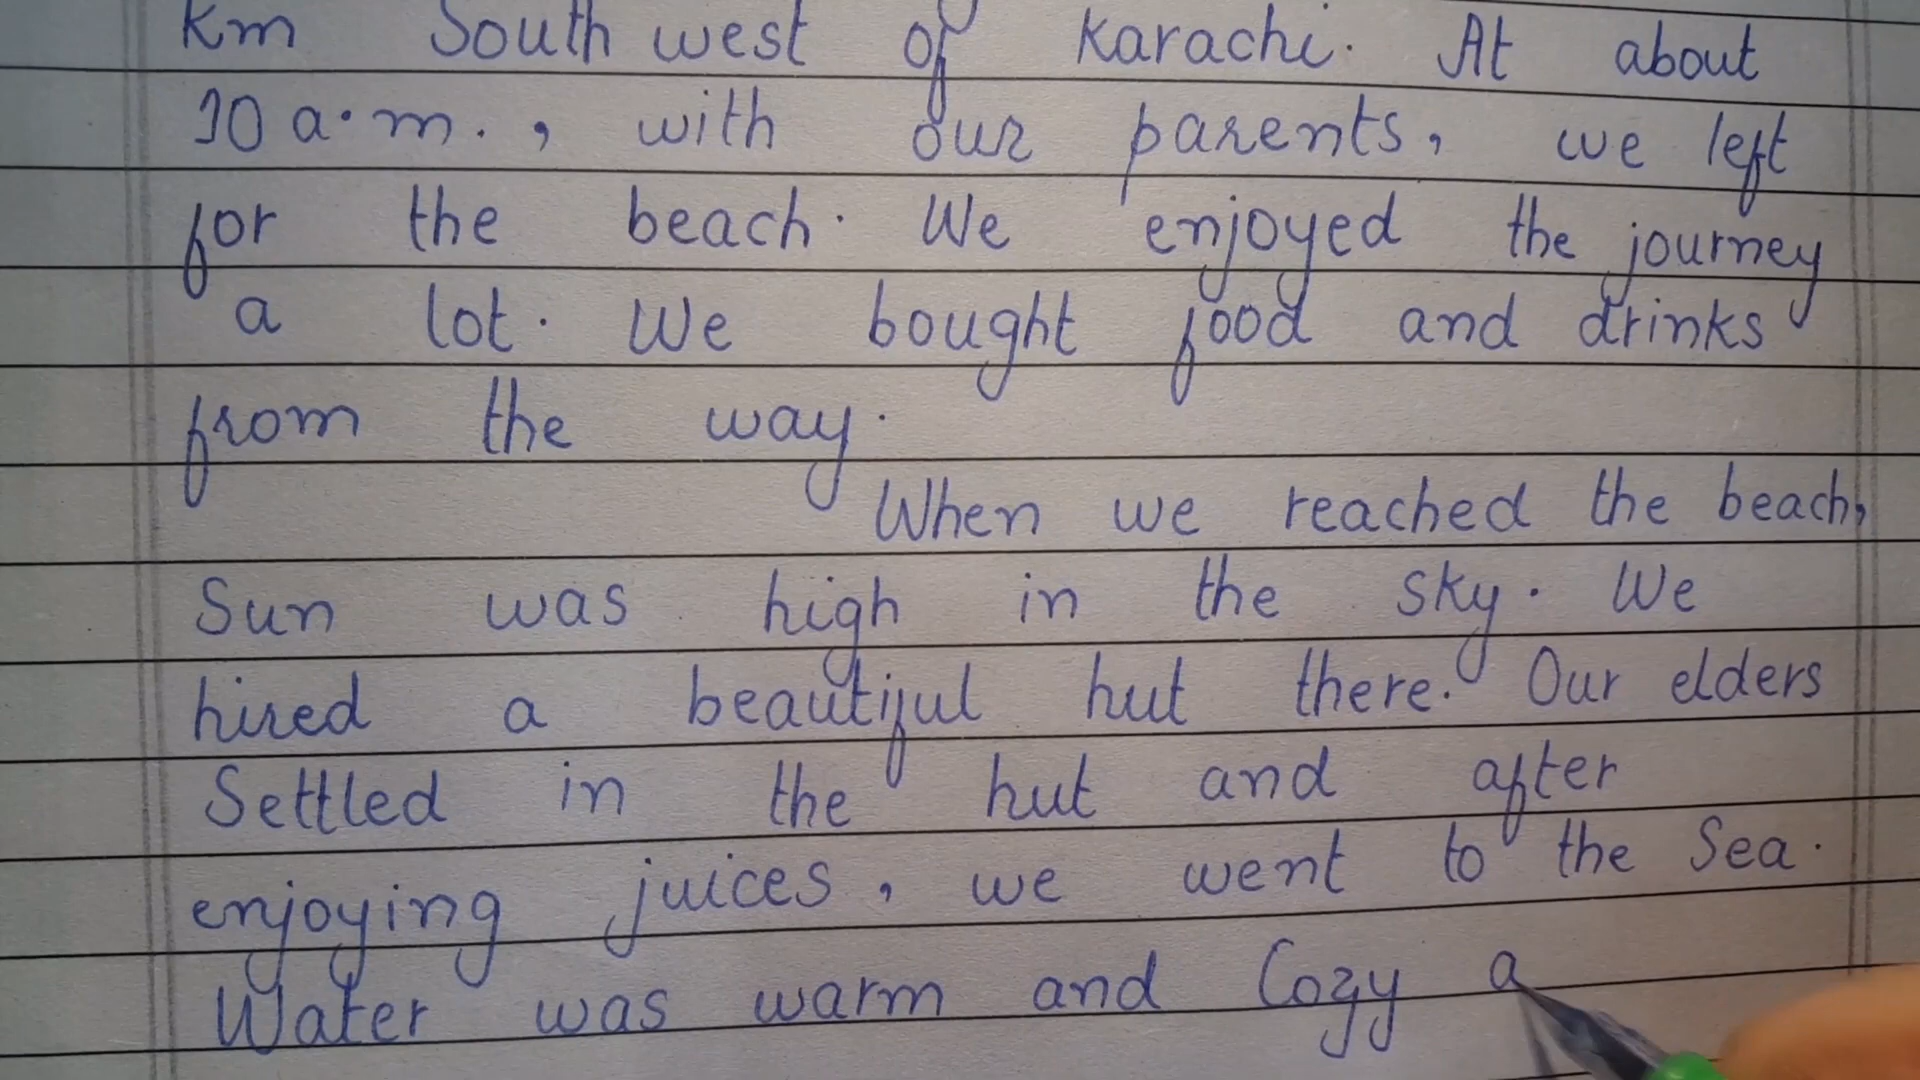 Km South west of Karachi. At about
10 a.m., with our parents, we left
for the beach. We enjoyed the journey
a lot. We bought food and drinks
from the way.
When we reached the beach,
Sun was high in the sky. We
hired a beautiful hut there. Our elders
Settled in the hut and after
enjoying juices, we went to the Sea.
Water was warm and Cozy a